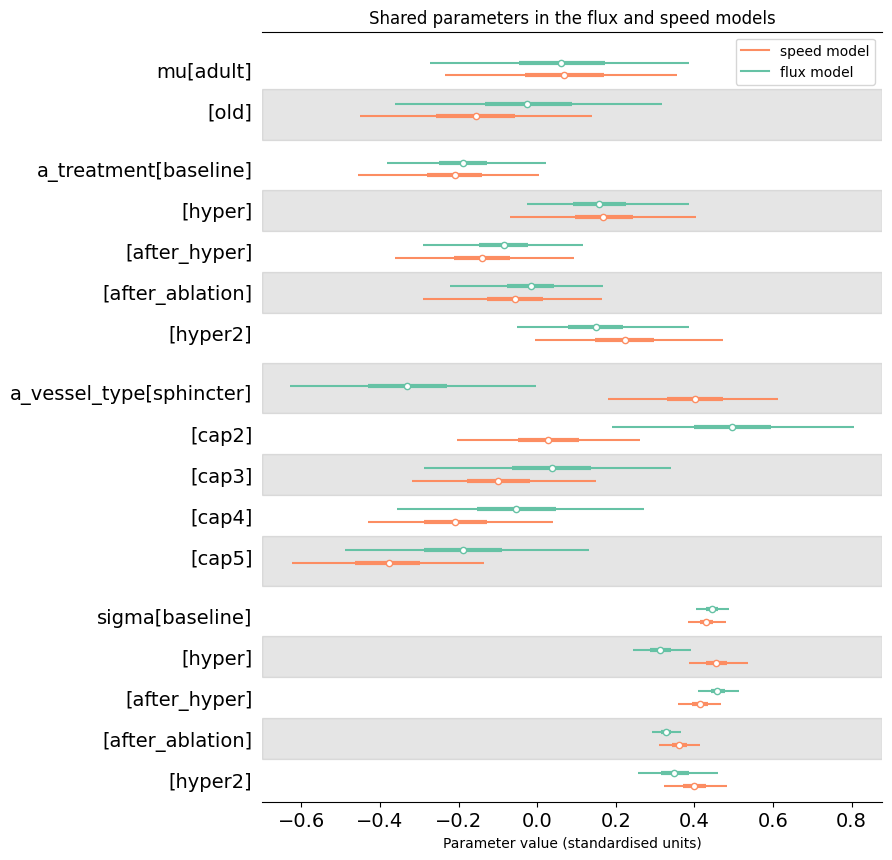 Shared parameters in the flux and speed models
speed model
flux model
mu[adult]
[old]
a_treatment[baseline]
[hyper]
[after_hyper]
[after_ablation]
[hyper2]
a_vessel_type[sphincter]
[cap2]
[cap3]
[cap4]
[cap5]
sigma[baseline]
[hyper]
[after_hyper]
[after_ablation]
[hyper2]
−0.6 −0.4 −0.2 0.0 0.2 0.4 0.6 0.8
Parameter value (standardised units)